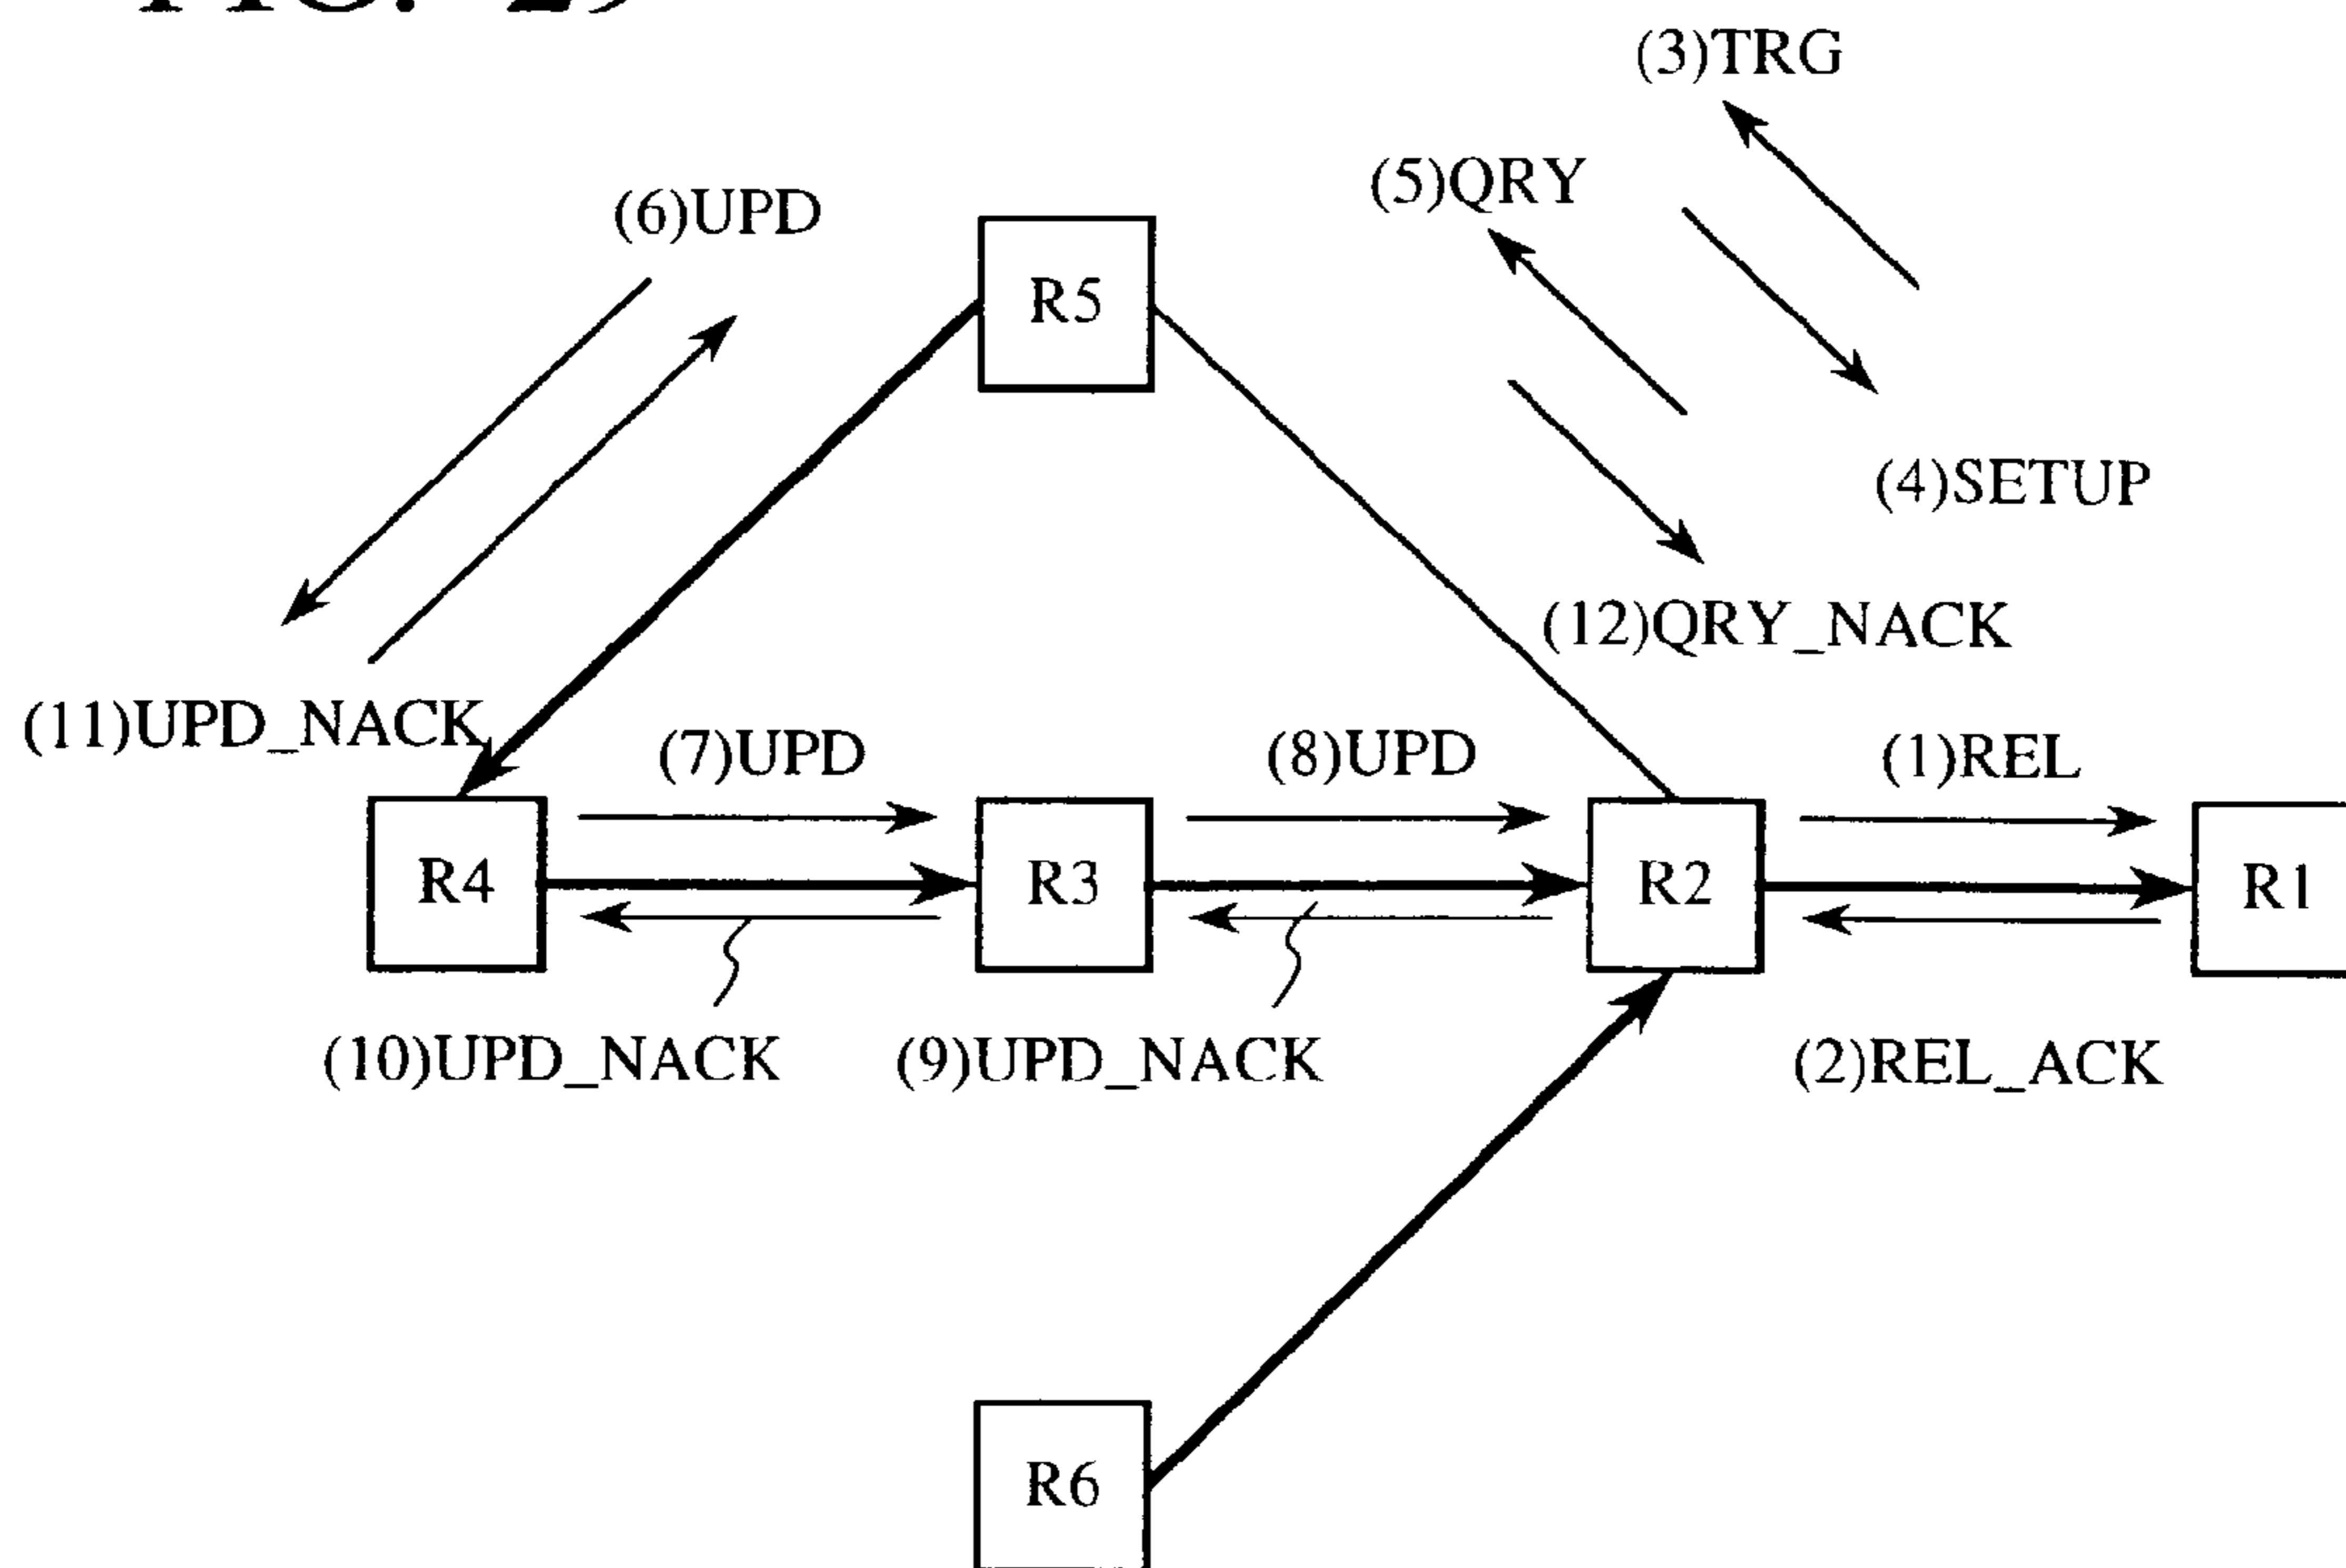 (3)TRG
(5)QRY
(6)UPD
R5
(4)SETUP
(12)QRY_NACK
(11)UPD_NACK
(7)UPD
(8)UPD
(1)REL
R4
R3
R2
R1
(10)UPD_NACK
(9)UPD_NACK
(2)REL_ACK
R6